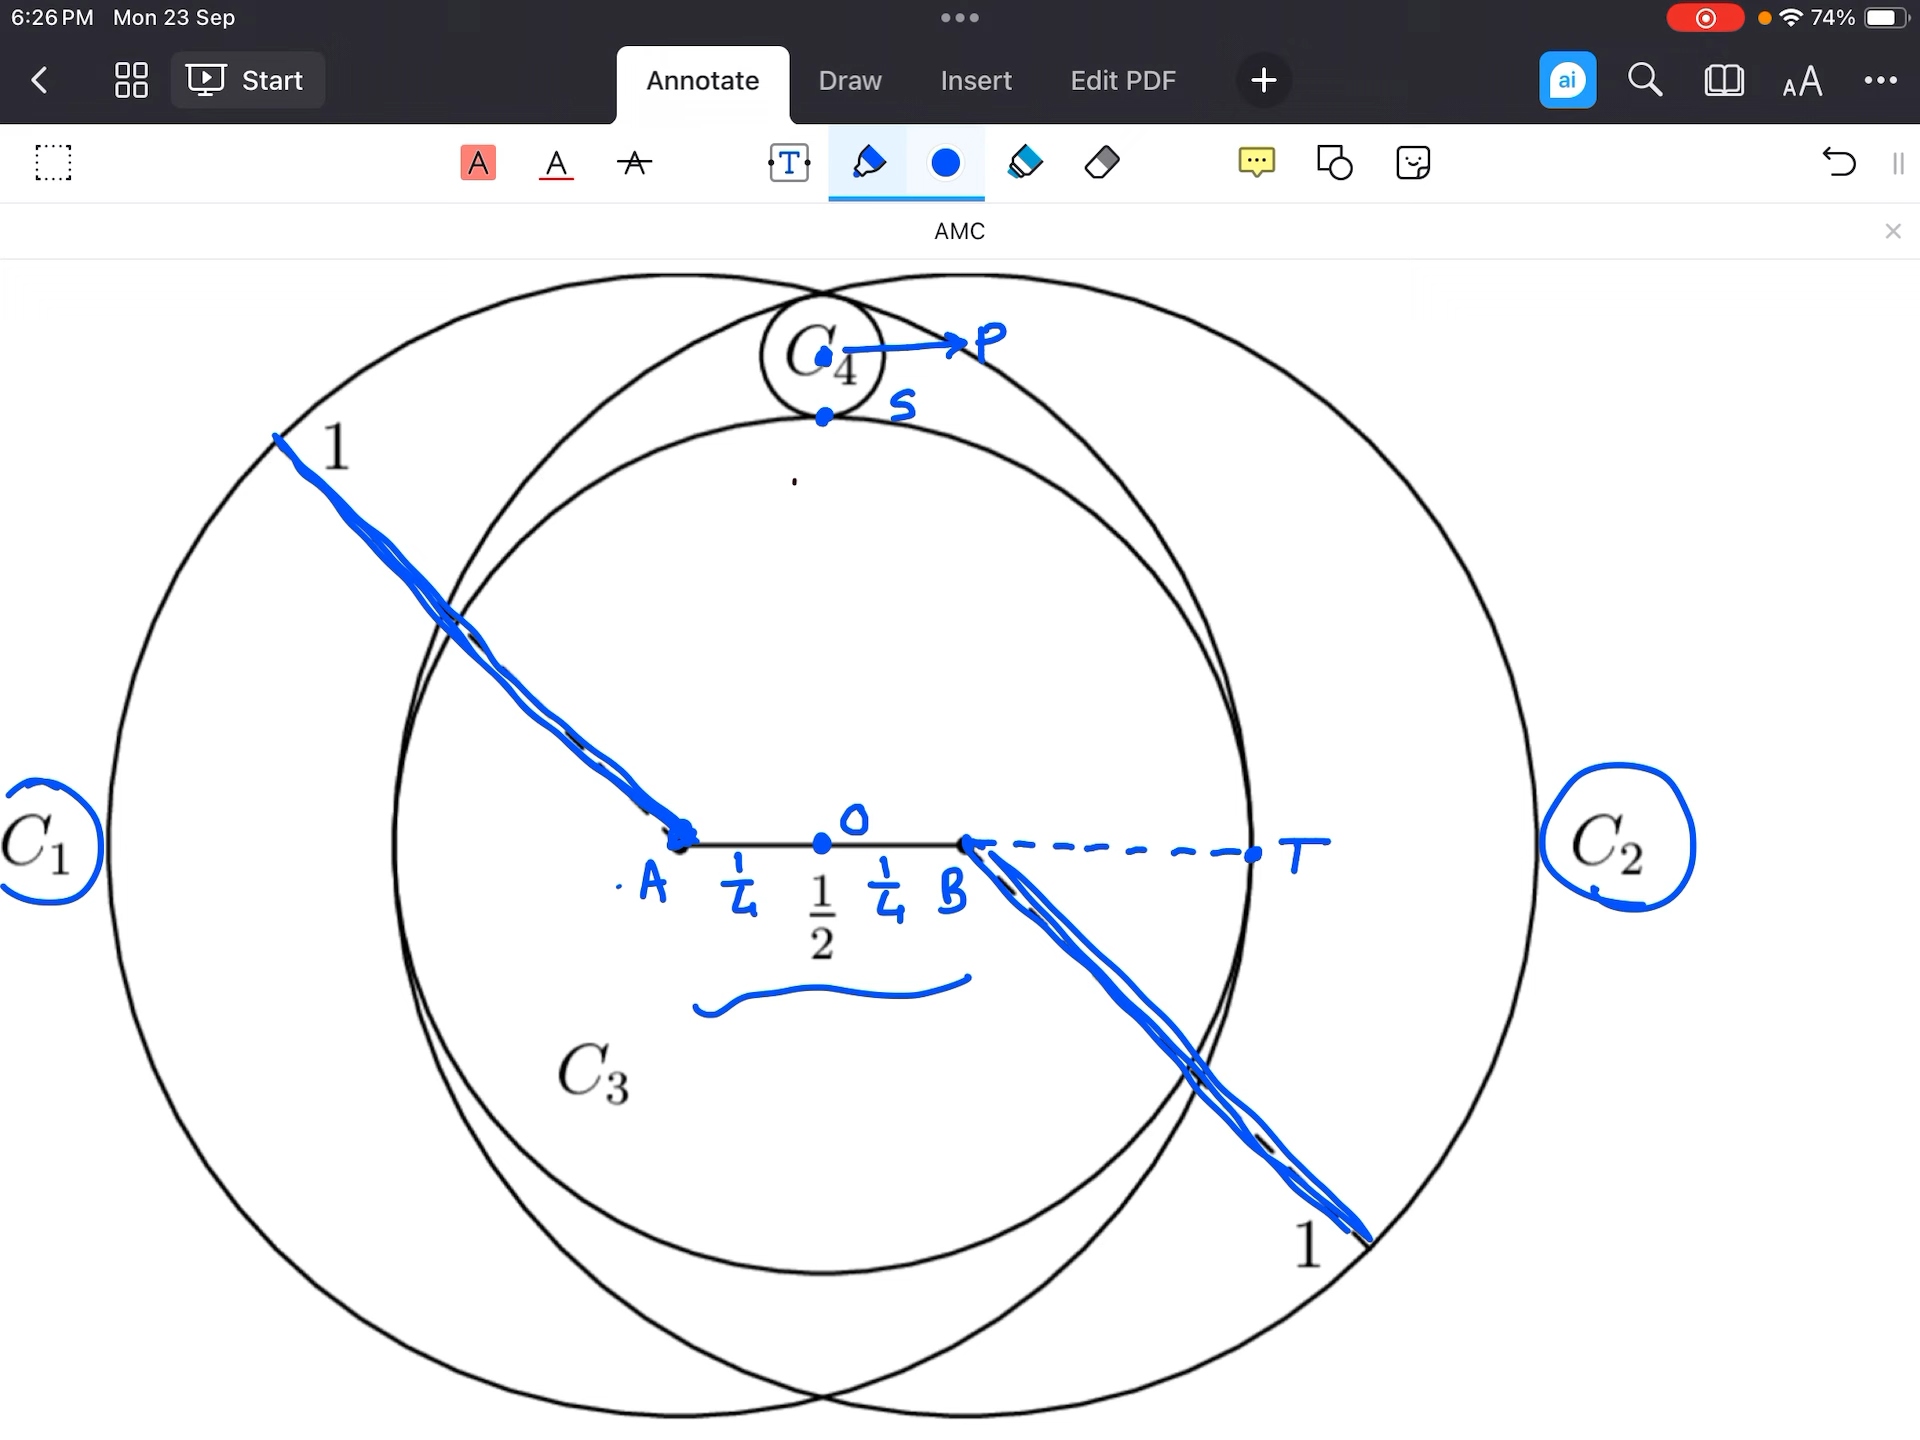 6:26 PM Mon 23 Sep
74%
Start
Annotate
Draw
Insert
Edit PDF
+
ai
AA
A
A
A
T
AMC
C₄
P
S
1
O
C₁
C₂
T
A
1/4
1/2
1/4
B
C₃
1